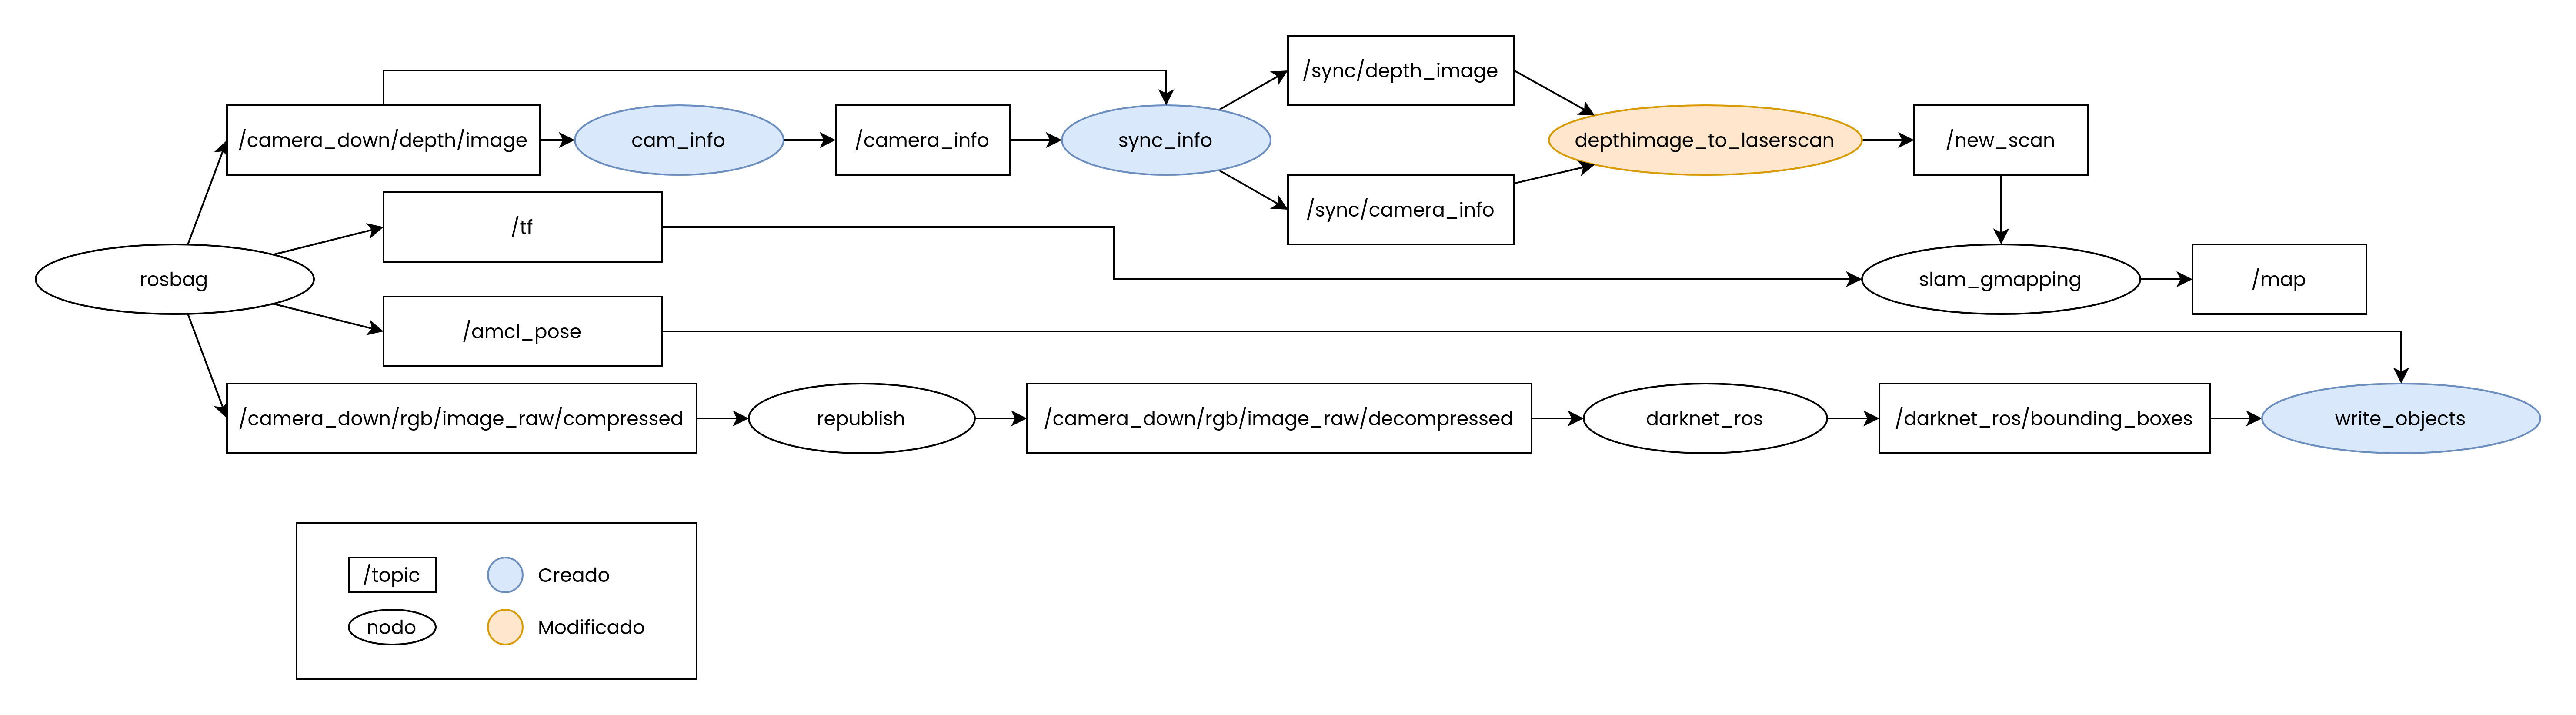 /sync/depth_image
/camera_down/depth/image
cam_info
/camera_info
sync_info
depthimage_to_laserscan
/new_scan
/sync/camera_info
/tf
rosbag
slam_gmapping
/map
/amcl_pose
/camera_down/rgb/image_raw/compressed
republish
/camera_down/rgb/image_raw/decompressed
darknet_ros
/darknet_ros/bounding_boxes
write_objects
/topic
Creado
nodo
Modificado